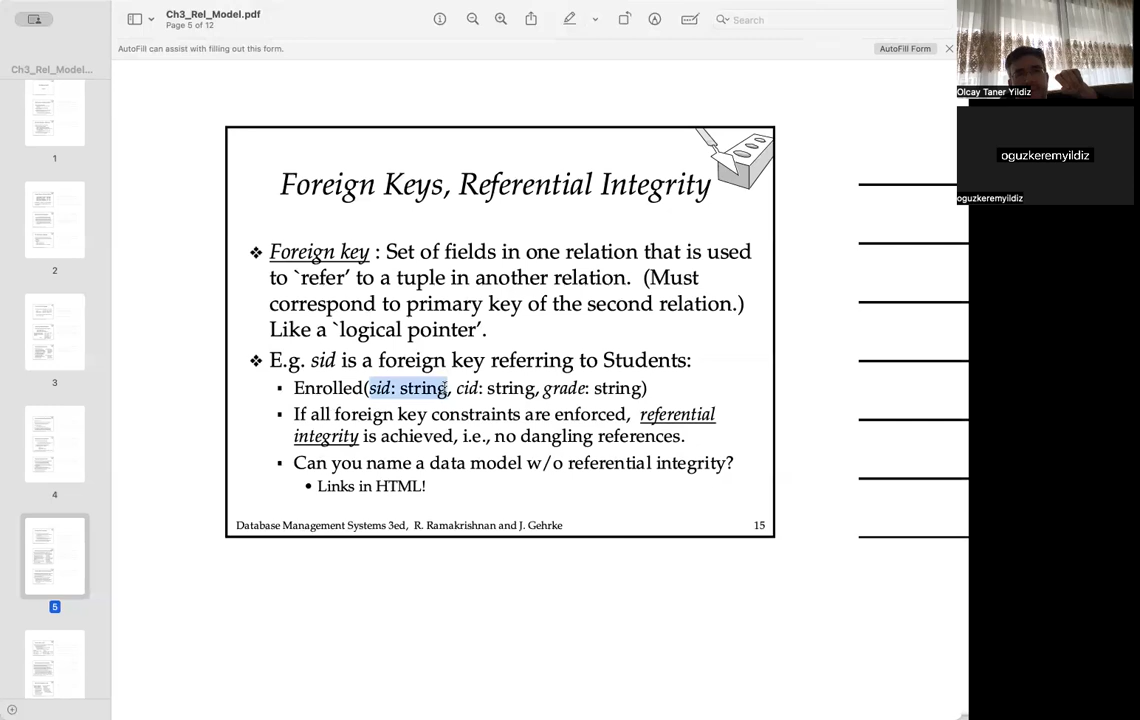 Ch3_Rel_Model.pdf
Page 5 of 12
Search
AutoFill can assist with filling out this form.
AutoFill Form
Ch3_Rel_Model...
1
2
3
4
5
Foreign Keys, Referential Integrity
❖ Foreign key : Set of fields in one relation that is used
to `refer' to a tuple in another relation. (Must
correspond to primary key of the second relation.)
Like a `logical pointer'.
❖ E.g. sid is a foreign key referring to Students:
▪ Enrolled(sid: string, cid: string, grade: string)
▪ If all foreign key constraints are enforced, referential
integrity is achieved, i.e., no dangling references.
▪ Can you name a data model w/o referential integrity?
• Links in HTML!
Database Management Systems 3ed, R. Ramakrishnan and J. Gehrke
15
Olcay Taner Yildiz
oguzkeremyildiz
oguzkeremyildiz